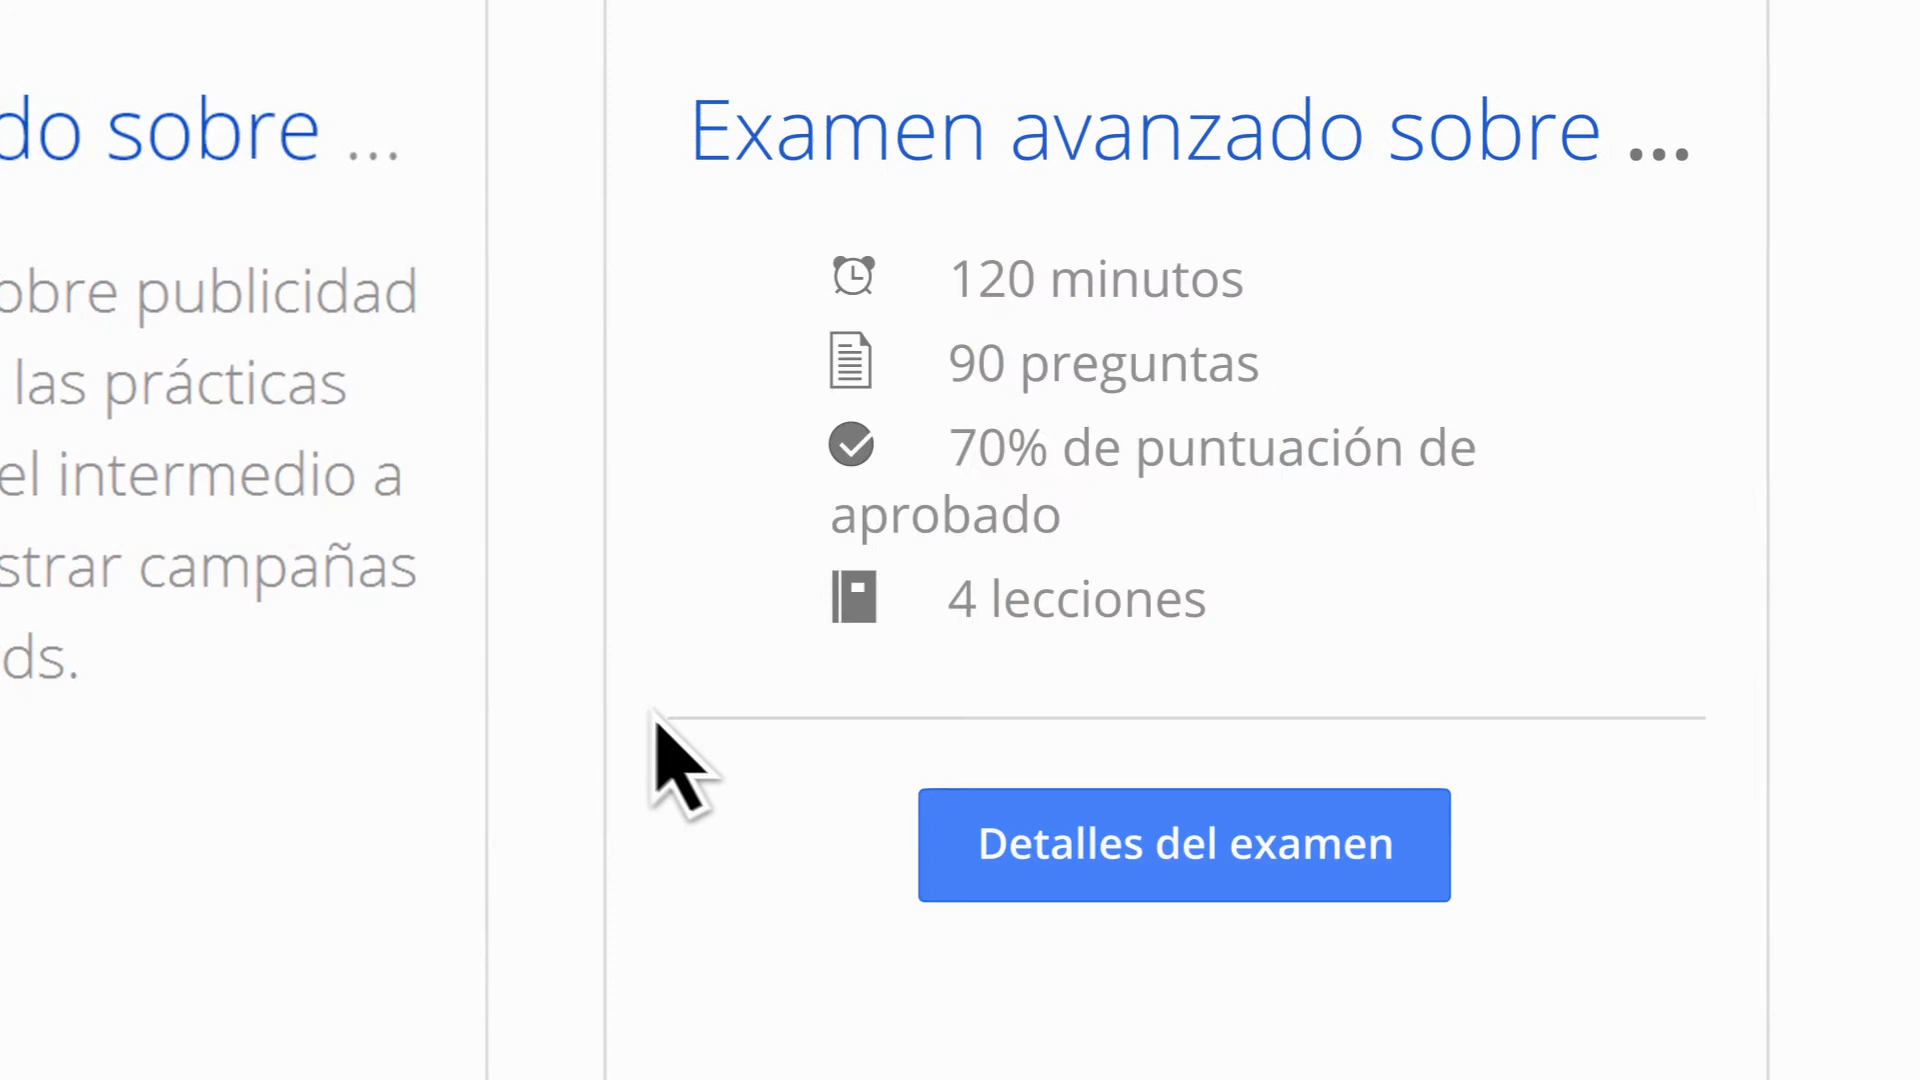 do sobre ...
obre publicidad
las prácticas
el intermedio a
strar campañas
ds.
Examen avanzado sobre ...
120 minutos
90 preguntas
70% de puntuación de
aprobado
4 lecciones
Detalles del examen